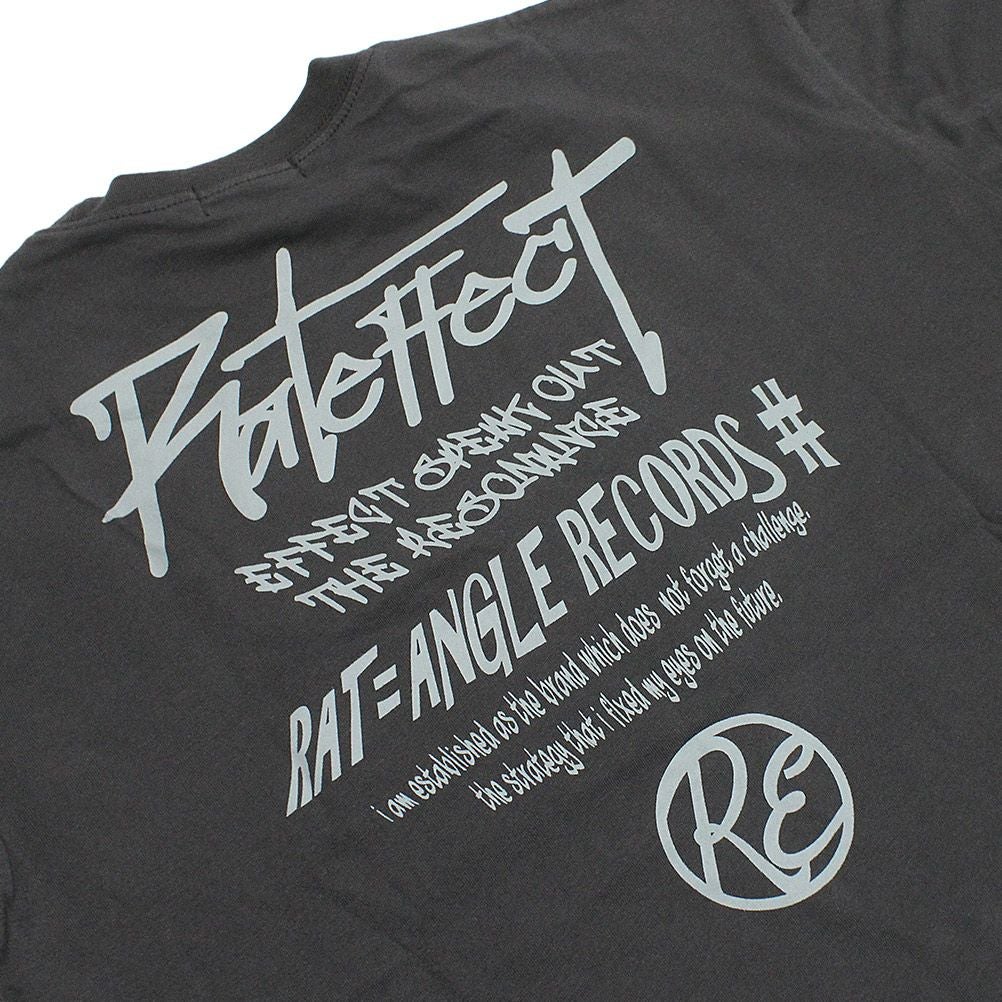 Rateffect
EFFECT SPEAK OUT
THE RESONANCE
RAT=ANGLE RECORDS #
i am established as the brand which does not forget a challenge.
the strategy that i fixed my eyes on the future.
RE